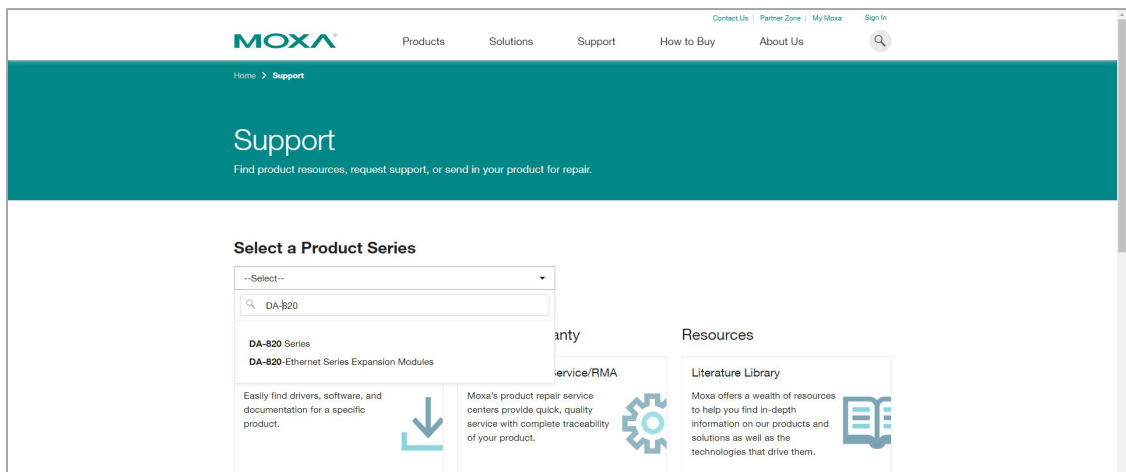 Contact Us | Partner Zone | My Moxa Sign In
MOXA
Products Solutions Support How to Buy About Us
Home > Support
Support
Find product resources, request support, or send in your product for repair.
Select a Product Series
--Select--
DA-820
DA-820 Series
DA-820-Ethernet Series Expansion Modules
anty
Resources
ervice/RMA
Literature Library
Easily find drivers, software, and
documentation for a specific
product.
Moxa's product repair service
centers provide quick, quality
service with complete traceability
of your product.
Moxa offers a wealth of resources
to help you find in-depth
information on our products and
solutions as well as the
technologies that drive them.